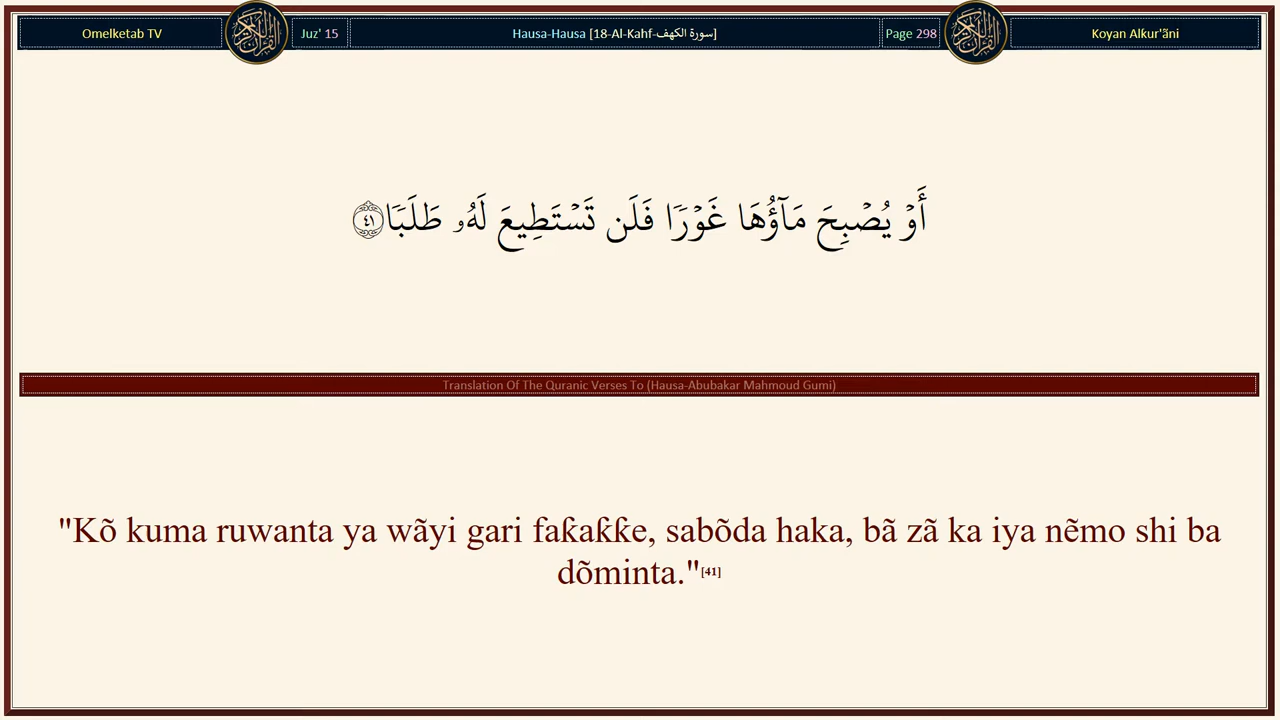 Omelketab TV
Juz' 15
Hausa-Hausa [18-Al-Kahf-سورة الكهف]
Page 298
Koyan Alƙur'ãni
أَوۡ يُصۡبِحَ مَآؤُهَا غَوۡرٗا فَلَن تَسۡتَطِيعَ لَهُۥ طَلَبٗا ٤١
Translation Of The Quranic Verses To (Hausa-Abubakar Mahmoud Gumi)
"Kõ kuma ruwanta ya wãyi gari faƙaƙƙe, sabõda haka, bã zã ka iya nẽmo shi ba
dõminta."[41]